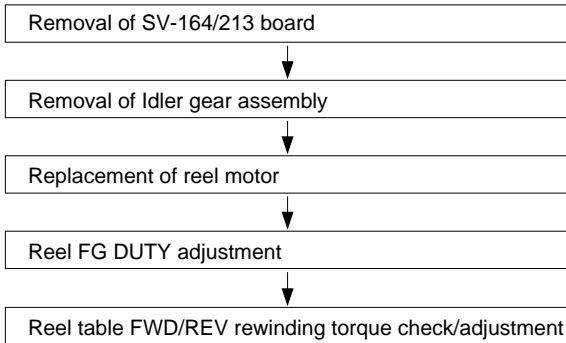 Removal of SV-164/213 board
Removal of Idler gear assembly
Replacement of reel motor
Reel FG DUTY adjustment
Reel table FWD/REV rewinding torque check/adjustment